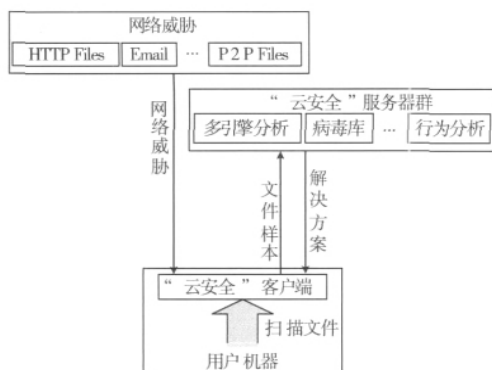 网络威胁
HTTP Files Email … P2P Files
“云安全”服务器群
多引擎分析 病毒库 … 行为分析
网络威胁
文件样本
解决方案
“云安全”客户端
扫描文件
用户机器